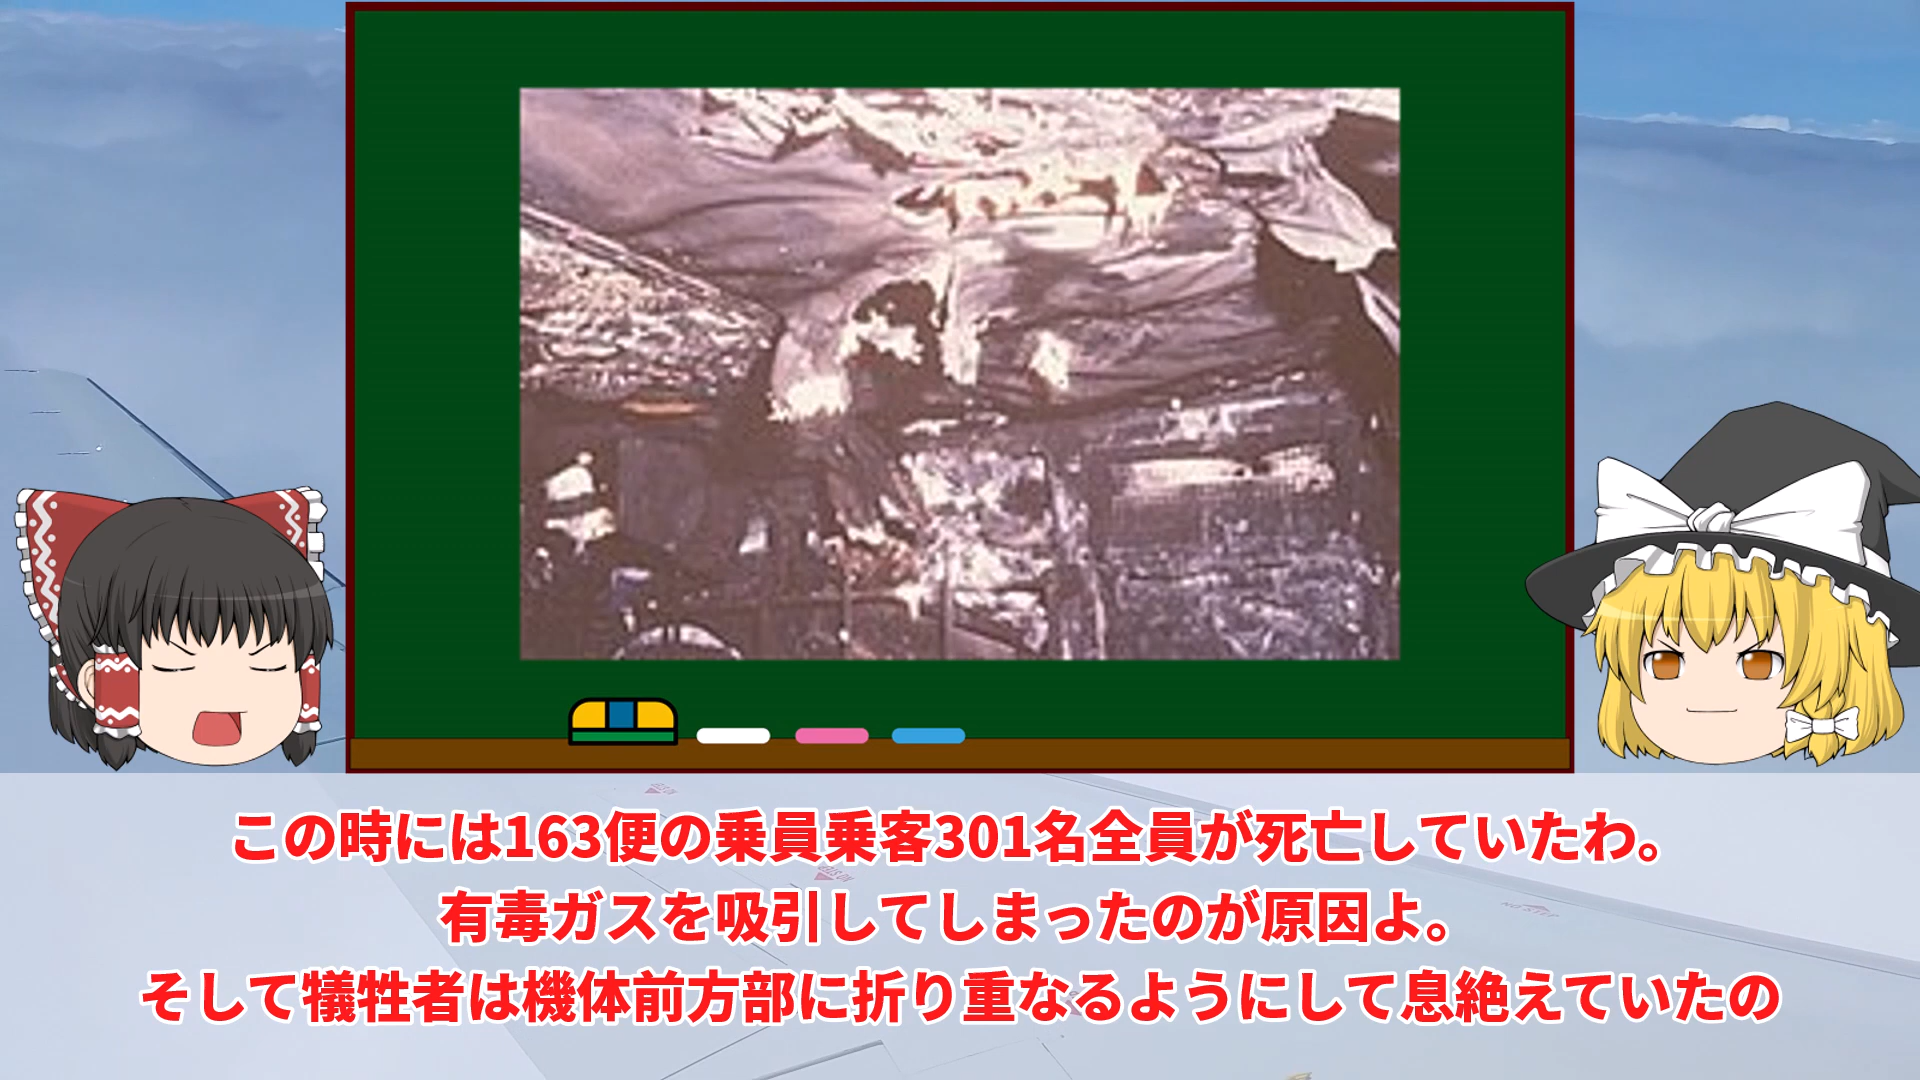 この時には163便の乗員乗客301名全員が死亡していたわ。
有毒ガスを吸引してしまったのが原因よ。
そして犠牲者は機体前方部に折り重なるようにして息絶えていたの
NO STEP